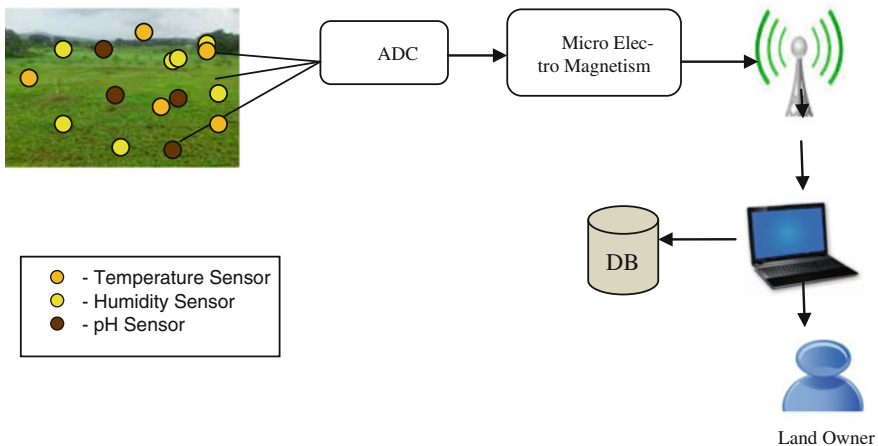 ADC
Micro Elec-
tro Magnetism
DB
- Temperature Sensor
- Humidity Sensor
- pH Sensor
Land Owner